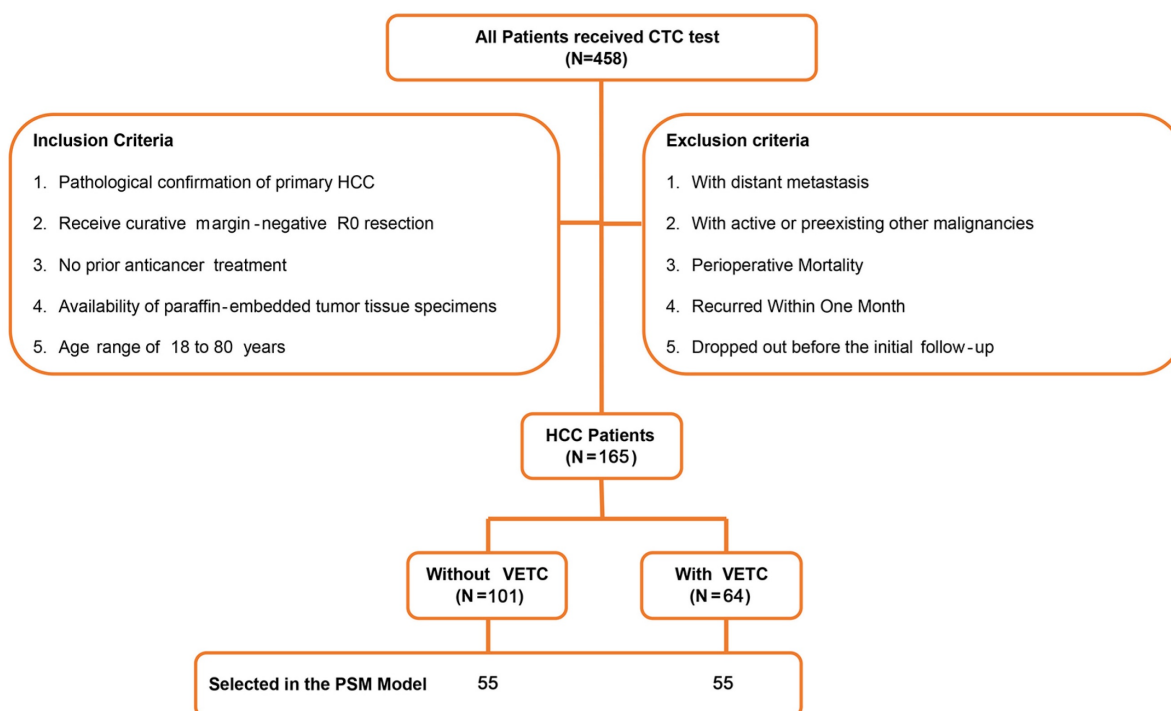 All Patients received CTC test
(N=458)
Inclusion Criteria
1. Pathological confirmation of primary HCC
2. Receive curative margin-negative R0 resection
3. No prior anticancer treatment
4. Availability of paraffin-embedded tumor tissue specimens
5. Age range of 18 to 80 years
Exclusion criteria
1. With distant metastasis
2. With active or preexisting other malignancies
3. Perioperative Mortality
4. Recurred Within One Month
5. Dropped out before the initial follow-up
HCC Patients
(N=165)
Without VETC
(N=101)
With VETC
(N=64)
Selected in the PSM Model 55 55